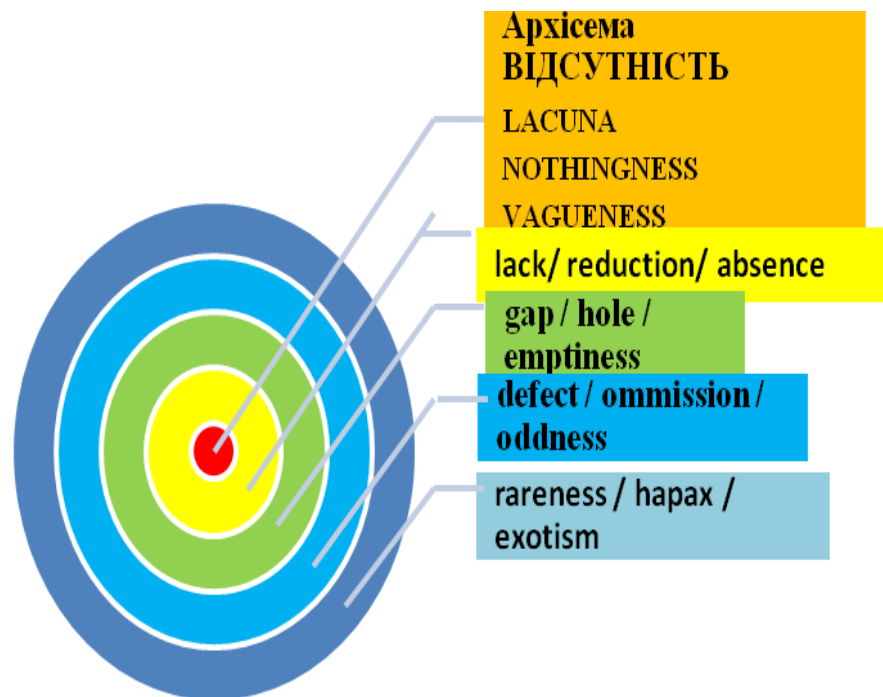 Архісема
ВІДСУТНІСТЬ
LACUNA
NOTHINGNESS
VAGUENESS
lack/ reduction/ absence
gap / hole /
emptiness
defect / ommission /
oddness
rareness / hapax /
exotism